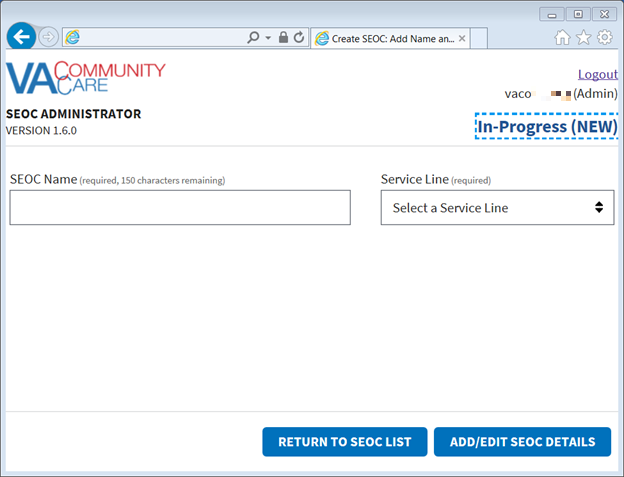 Create SEOC: Add Name an...
VA COMMUNITY CARE
Logout
vaco (Admin)
SEOC ADMINISTRATOR
VERSION 1.6.0
In-Progress (NEW)
SEOC Name (required, 150 characters remaining)
Service Line (required)
Select a Service Line
RETURN TO SEOC LIST
ADD/EDIT SEOC DETAILS